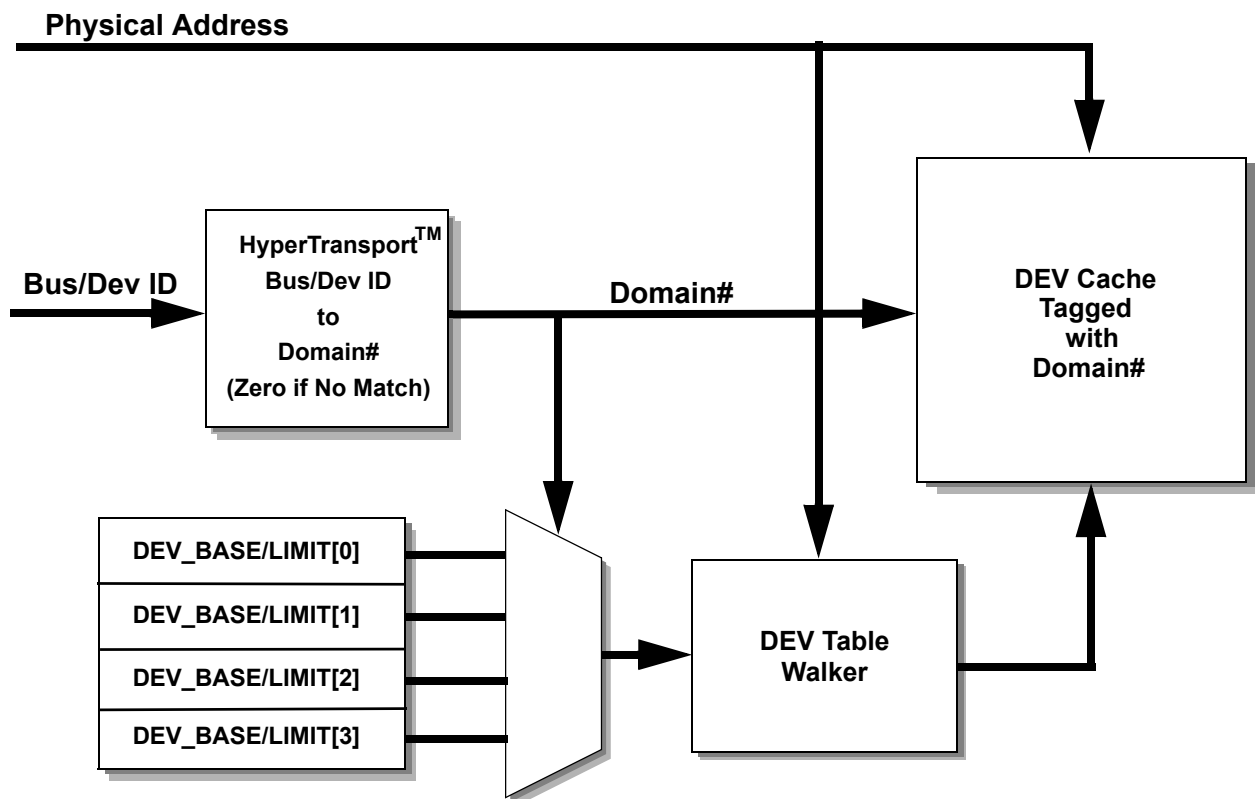 Physical Address
HyperTransport™
Bus/Dev ID
to
Domain#
(Zero if No Match)
Bus/Dev ID
Domain#
DEV Cache
Tagged
with
Domain#
DEV_BASE/LIMIT[0]
DEV_BASE/LIMIT[1]
DEV_BASE/LIMIT[2]
DEV_BASE/LIMIT[3]
DEV Table
Walker